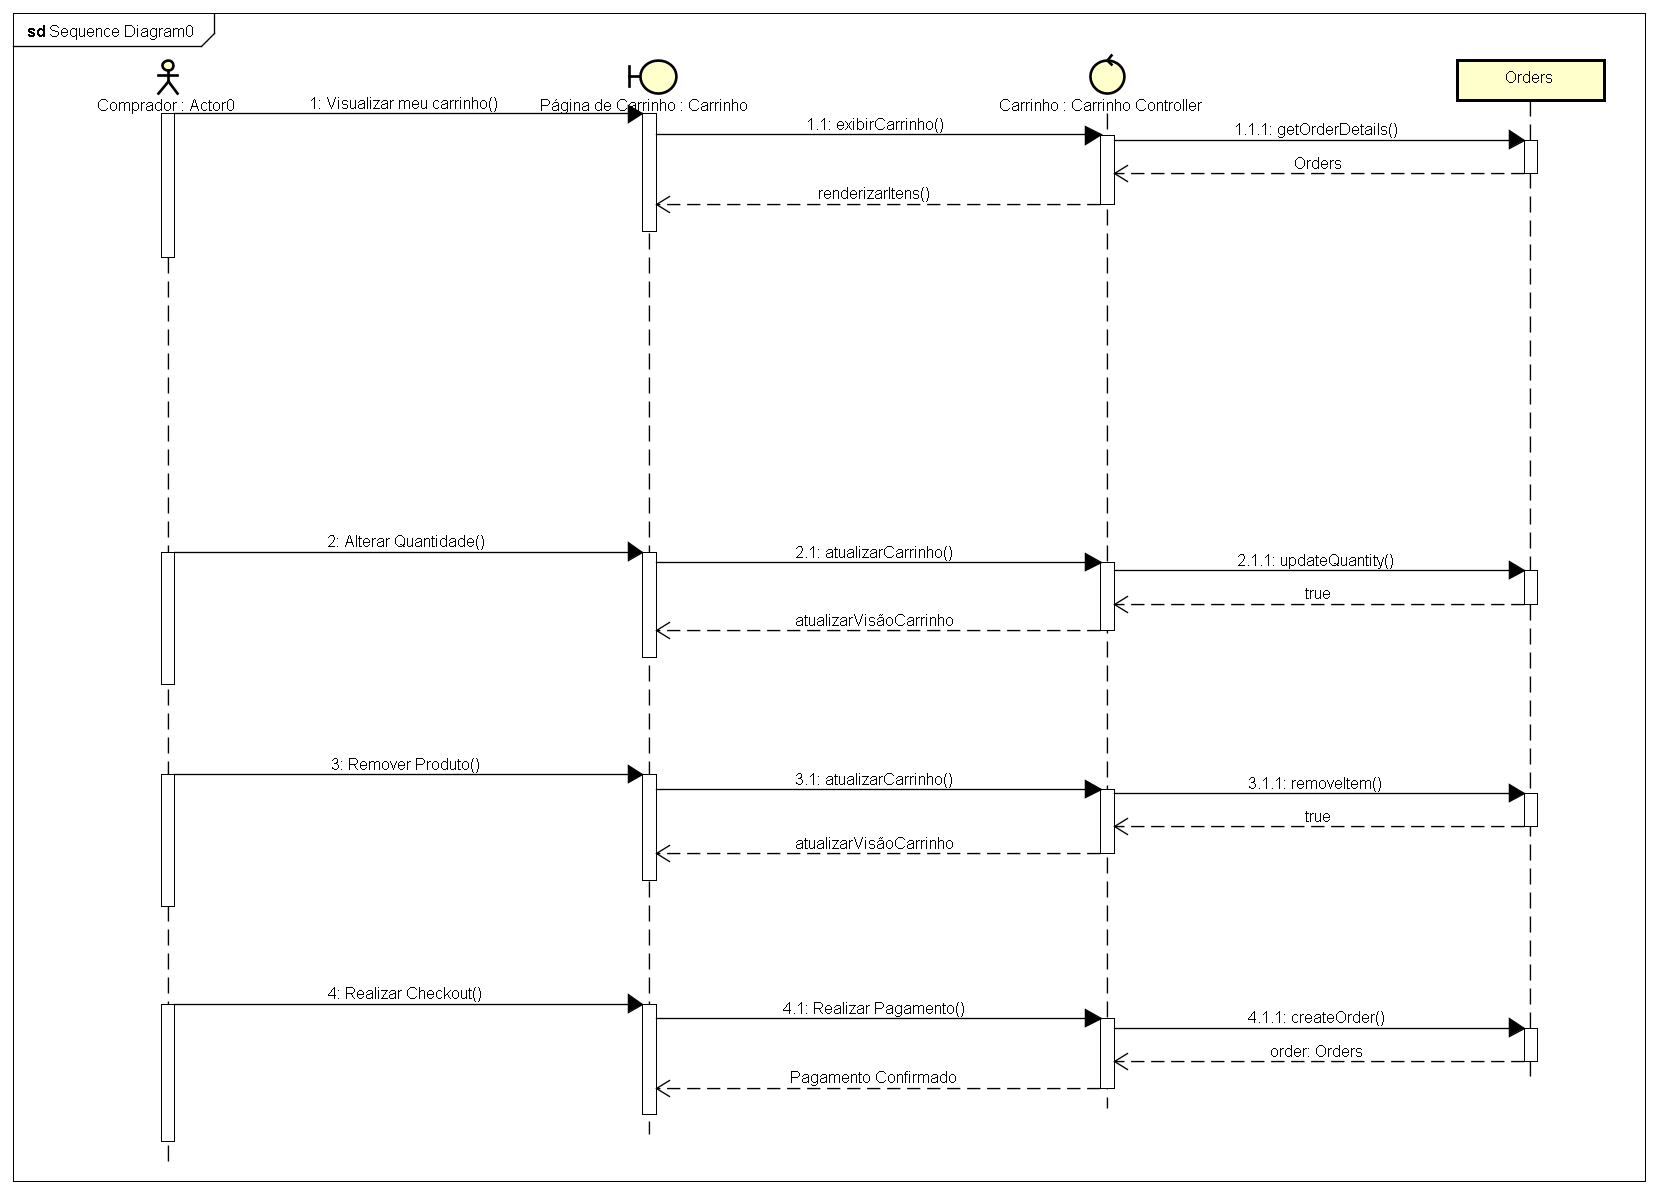 sd Sequence Diagram0
Comprador : Actor0
Página de Carrinho : Carrinho
Carrinho : Carrinho Controller
Orders
1: Visualizar meu carrinho()
1.1: exibirCarrinho()
1.1.1: getOrderDetails()
Orders
renderizarItens()
2: Alterar Quantidade()
2.1: atualizarCarrinho()
2.1.1: updateQuantity()
true
atualizarVisãoCarrinho
3: Remover Produto()
3.1: atualizarCarrinho()
3.1.1: removeItem()
true
atualizarVisãoCarrinho
4: Realizar Checkout()
4.1: Realizar Pagamento()
4.1.1: createOrder()
order: Orders
Pagamento Confirmado